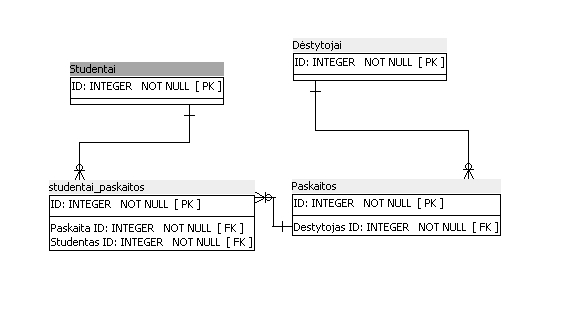 Dėstytojai
ID: INTEGER NOT NULL [ PK ]
Studentai
ID: INTEGER NOT NULL [ PK ]
studentai_paskaitos
ID: INTEGER NOT NULL [ PK ]
Paskaita ID: INTEGER NOT NULL [ FK ]
Studentas ID: INTEGER NOT NULL [ FK ]
Paskaitos
ID: INTEGER NOT NULL [ PK ]
Destytojas ID: INTEGER NOT NULL [ FK ]